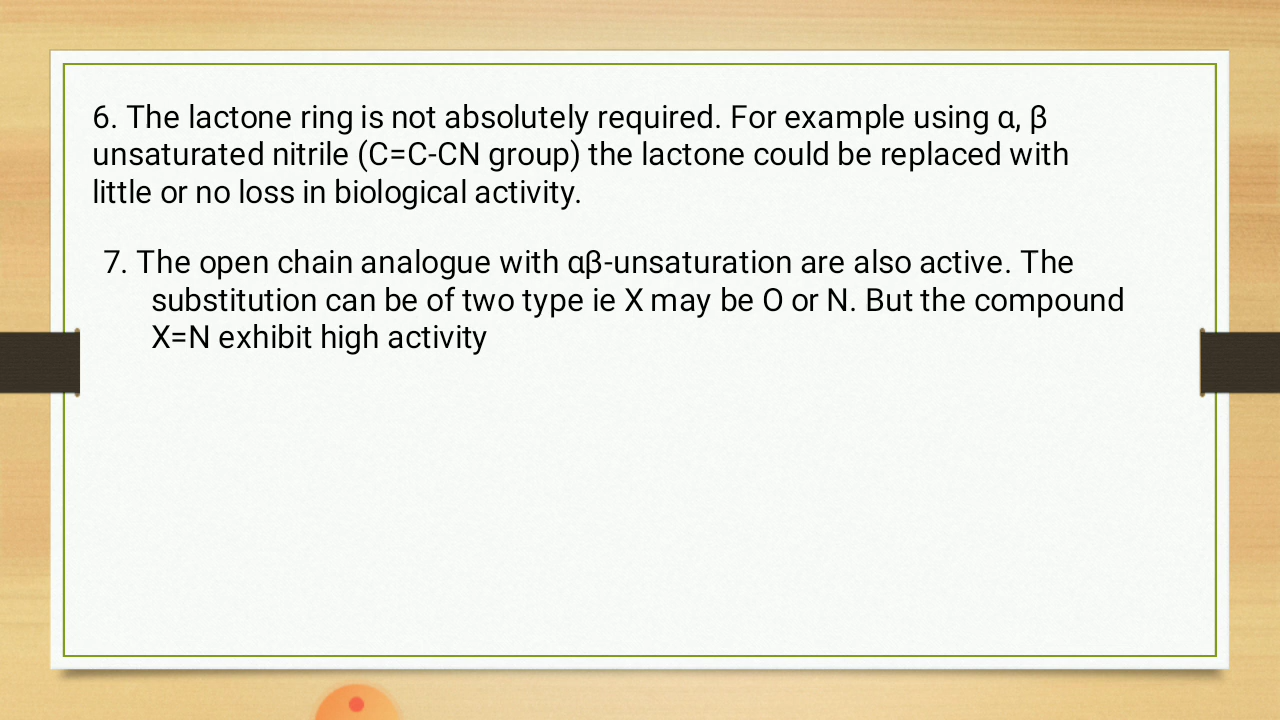 6. The lactone ring is not absolutely required. For example using α, β
unsaturated nitrile (C=C-CN group) the lactone could be replaced with
little or no loss in biological activity.
7. The open chain analogue with αβ-unsaturation are also active. The
substitution can be of two type ie X may be O or N. But the compound
X=N exhibit high activity